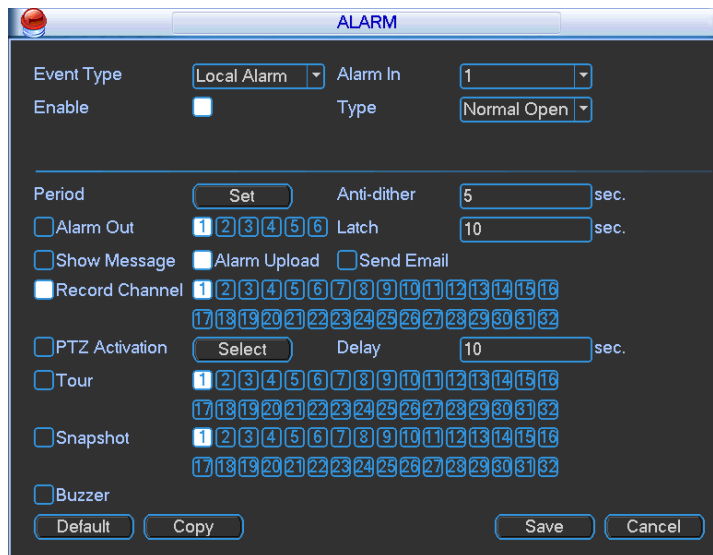 ALARM
Event Type Local Alarm Alarm In 1
Enable Type Normal Open
Period Set Anti-dither 5 sec.
Alarm Out 1 2 3 4 5 6 Latch 10 sec.
Show Message Alarm Upload Send Email
Record Channel 1 2 3 4 5 6 7 8 9 10 11 12 13 14 15 16
17 18 19 20 21 22 23 24 25 26 27 28 29 30 31 32
PTZ Activation Select Delay 10 sec.
Tour 1 2 3 4 5 6 7 8 9 10 11 12 13 14 15 16
17 18 19 20 21 22 23 24 25 26 27 28 29 30 31 32
Snapshot 1 2 3 4 5 6 7 8 9 10 11 12 13 14 15 16
17 18 19 20 21 22 23 24 25 26 27 28 29 30 31 32
Buzzer
Default Copy Save Cancel